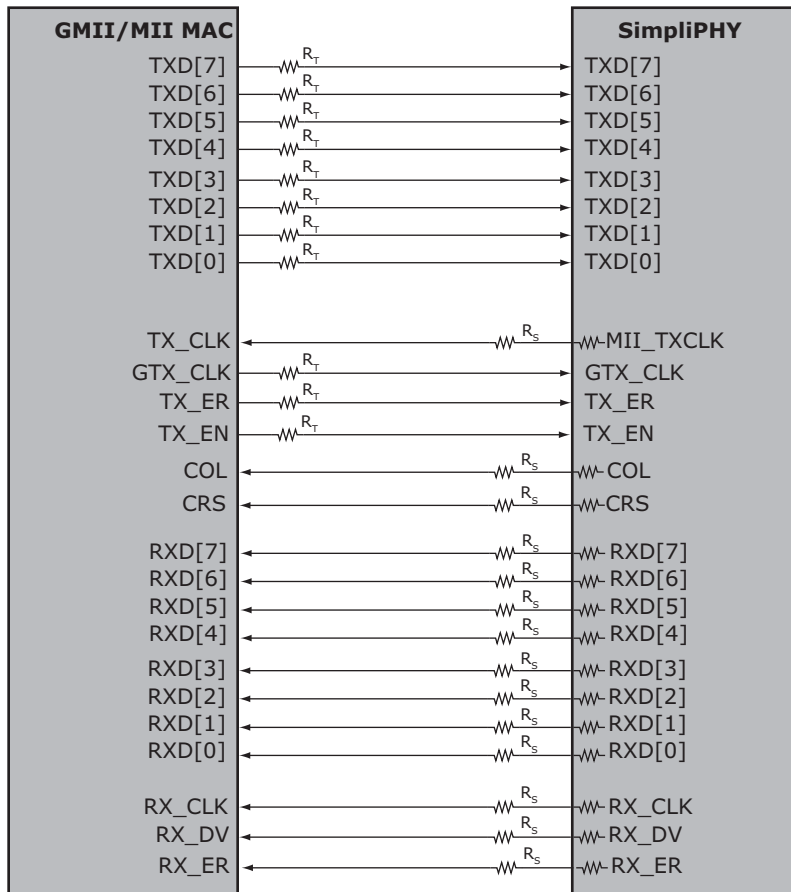 GMII/MII MAC SimpliPHY
TXD[7] R_T TXD[7]
TXD[6] R_T TXD[6]
TXD[5] R_T TXD[5]
TXD[4] R_T TXD[4]
TXD[3] R_T TXD[3]
TXD[2] R_T TXD[2]
TXD[1] R_T TXD[1]
TXD[0] R_T TXD[0]
TX_CLK R_S MII_TXCLK
GTX_CLK R_T GTX_CLK
TX_ER R_T TX_ER
TX_EN R_T TX_EN
COL R_S COL
CRS R_S CRS
RXD[7] R_S RXD[7]
RXD[6] R_S RXD[6]
RXD[5] R_S RXD[5]
RXD[4] R_S RXD[4]
RXD[3] R_S RXD[3]
RXD[2] R_S RXD[2]
RXD[1] R_S RXD[1]
RXD[0] R_S RXD[0]
RX_CLK R_S RX_CLK
RX_DV R_S RX_DV
RX_ER R_S RX_ER